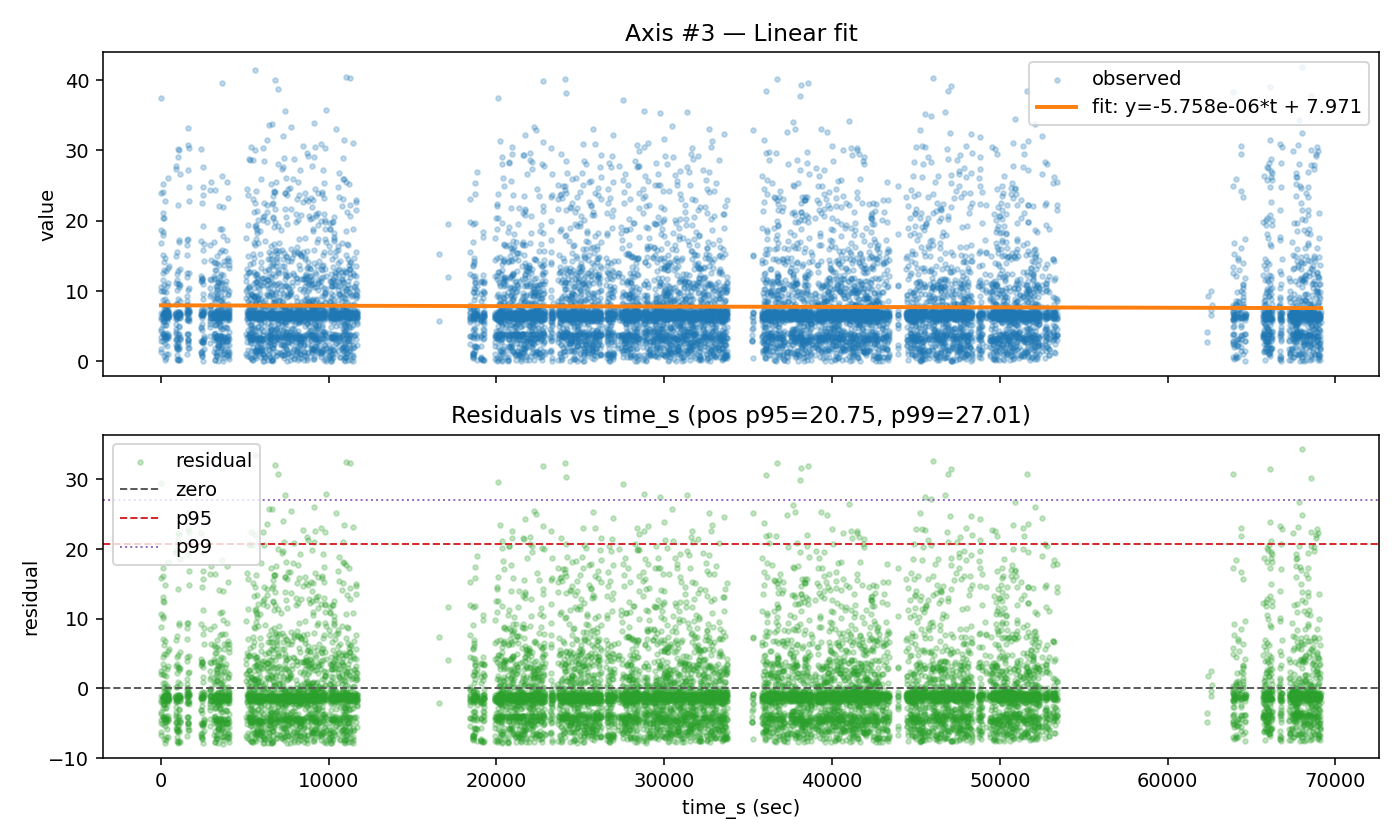 Axis #3 — Linear fit
observed
fit: y=-5.758e-06*t + 7.971
value
40
30
20
10
0
Residuals vs time_s (pos p95=20.75, p99=27.01)
residual
zero
p95
p99
residual
30
20
10
0
−10
0 10000 20000 30000 40000 50000 60000 70000
time_s (sec)